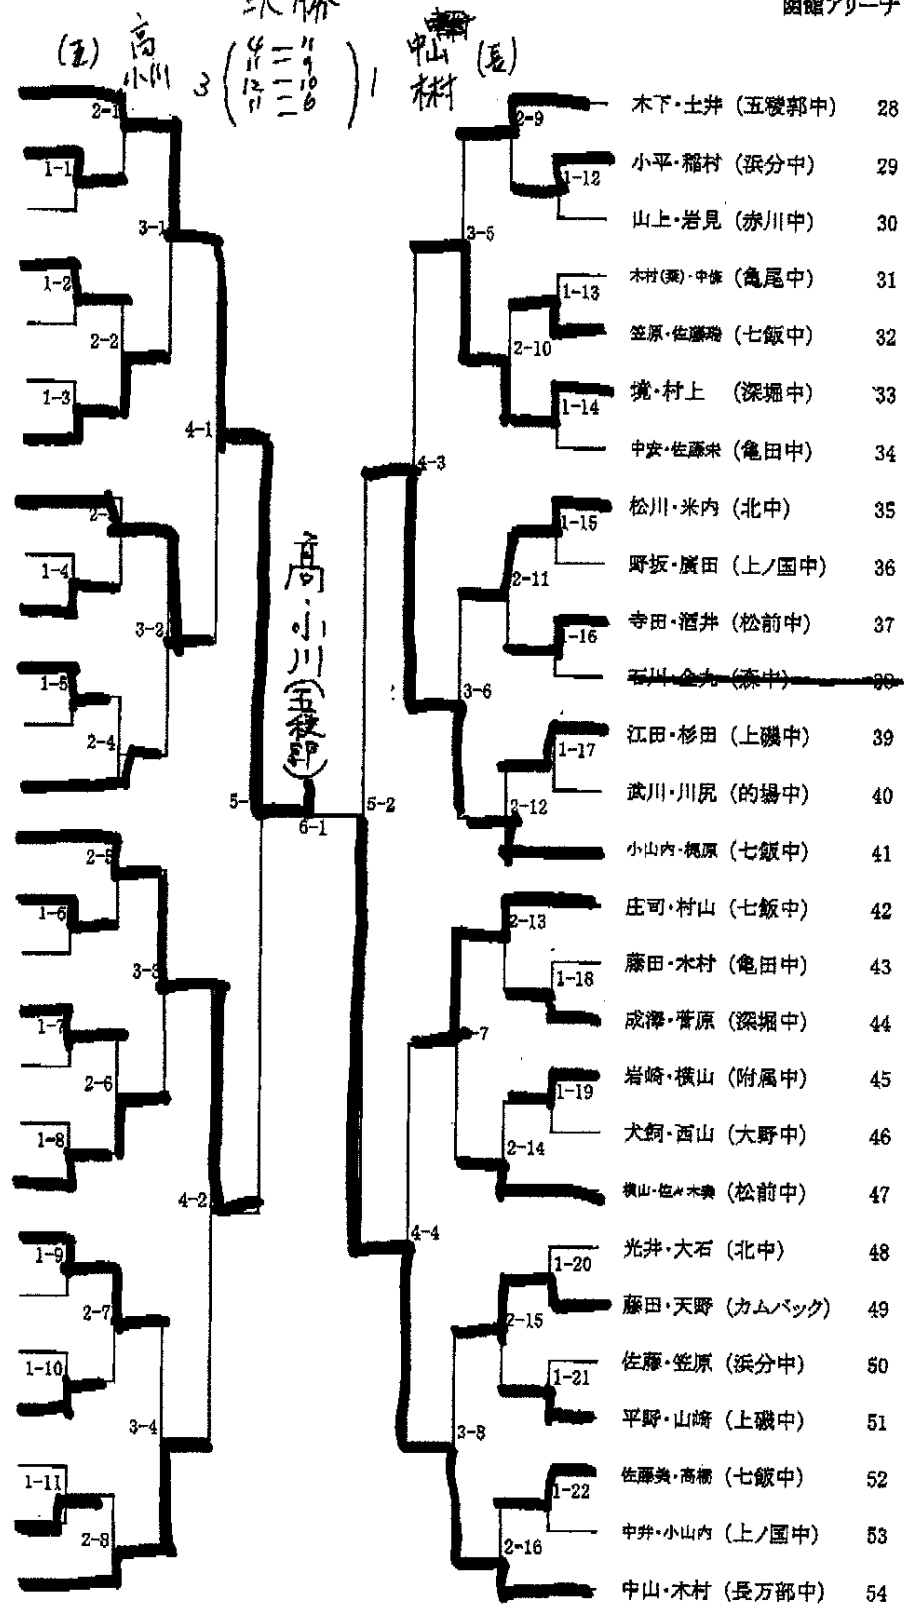 函館アリーナ
決勝
(五) 高 小川 3 1 中山 木村 (長)
4 - 11
11 - 9
12 - 10
11 - 6
2-1
1-1
3-1
1-2
2-2
1-3
4-1
2-3
1-4
3-2
1-5
2-4
5-1
高・小川(五稜郭)
6-1
2-5
1-6
3-3
1-7
2-6
1-8
4-2
1-9
2-7
1-10
3-4
1-11
2-8
2-9
1-12
3-5
1-13
2-10
1-14
4-3
1-15
2-11
1-16
3-6
1-17
2-12
5-2
2-13
1-18
3-7
1-19
2-14
4-4
1-20
2-15
1-21
3-8
1-22
2-16
木下・土井 (五稜郭中) 28
小平・稲村 (浜分中) 29
山上・岩見 (赤川中) 30
木村(葉)・中條 (亀尾中) 31
笠原・佐藤瑞 (七飯中) 32
境・村上 (深堀中) 33
中安・佐藤未 (亀田中) 34
松川・米内 (北中) 35
野坂・廣田 (上ノ国中) 36
寺田・酒井 (松前中) 37
石川・金丸 (森中) 38
江田・杉田 (上磯中) 39
武川・川尻 (的場中) 40
小山内・梶原 (七飯中) 41
庄司・村山 (七飯中) 42
藤田・木村 (亀田中) 43
成澤・菅原 (深堀中) 44
岩崎・横山 (附属中) 45
犬飼・西山 (大野中) 46
横山・佐々木 (松前中) 47
光井・大石 (北中) 48
藤田・天野 (カムバック) 49
佐藤・笠原 (浜分中) 50
平野・山崎 (上磯中) 51
佐藤美・高橋 (七飯中) 52
中井・小山内 (上ノ国中) 53
中山・木村 (長万部中) 54